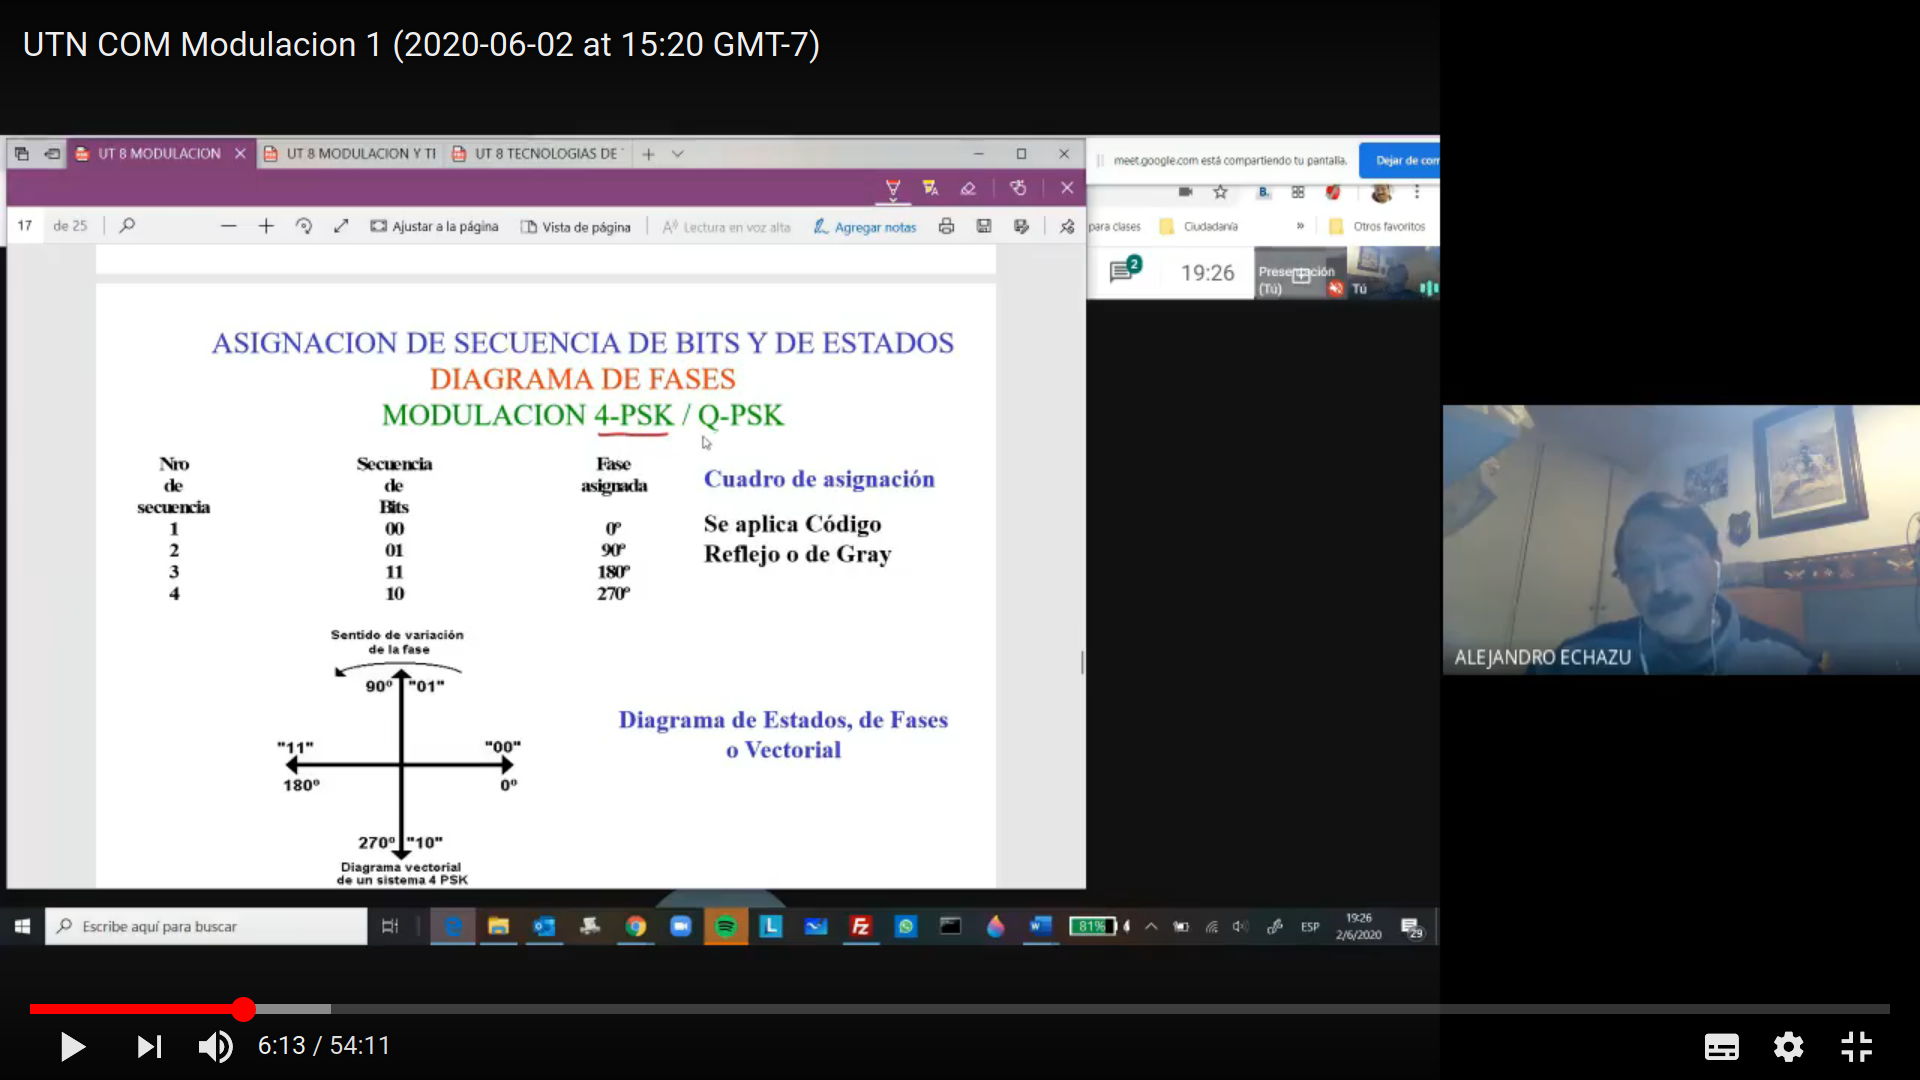 UTN COM Modulacion 1 (2020-06-02 at 15:20 GMT-7)
UT 8 MODULACION
UT 8 MODULACION Y TI
UT 8 TECNOLOGIAS DE
meet.google.com está compartiendo tu pantalla.
Dejar de com
17 de 25
Ajustar a la página
Vista de página
Lectura en voz alta
Agregar notas
para clases
Ciudadanía
»
Otros favoritos
2
19:26
Presentación
(Tú)
Tú
ASIGNACION DE SECUENCIA DE BITS Y DE ESTADOS
DIAGRAMA DE FASES
MODULACION 4-PSK / Q-PSK
Nro de secuencia
Secuencia de Bits
Fase asignada
1 00 0º
2 01 90º
3 11 180º
4 10 270º
Cuadro de asignación
Se aplica Código
Reflejo o de Gray
Sentido de variación
de la fase
90º "01"
"11" "00"
180º 0º
270º "10"
Diagrama vectorial
de un sistema 4 PSK
Diagrama de Estados, de Fases
o Vectorial
ALEJANDRO ECHAZU
Escribe aquí para buscar
81%
ESP
19:26
2/6/2020
29
6:13 / 54:11